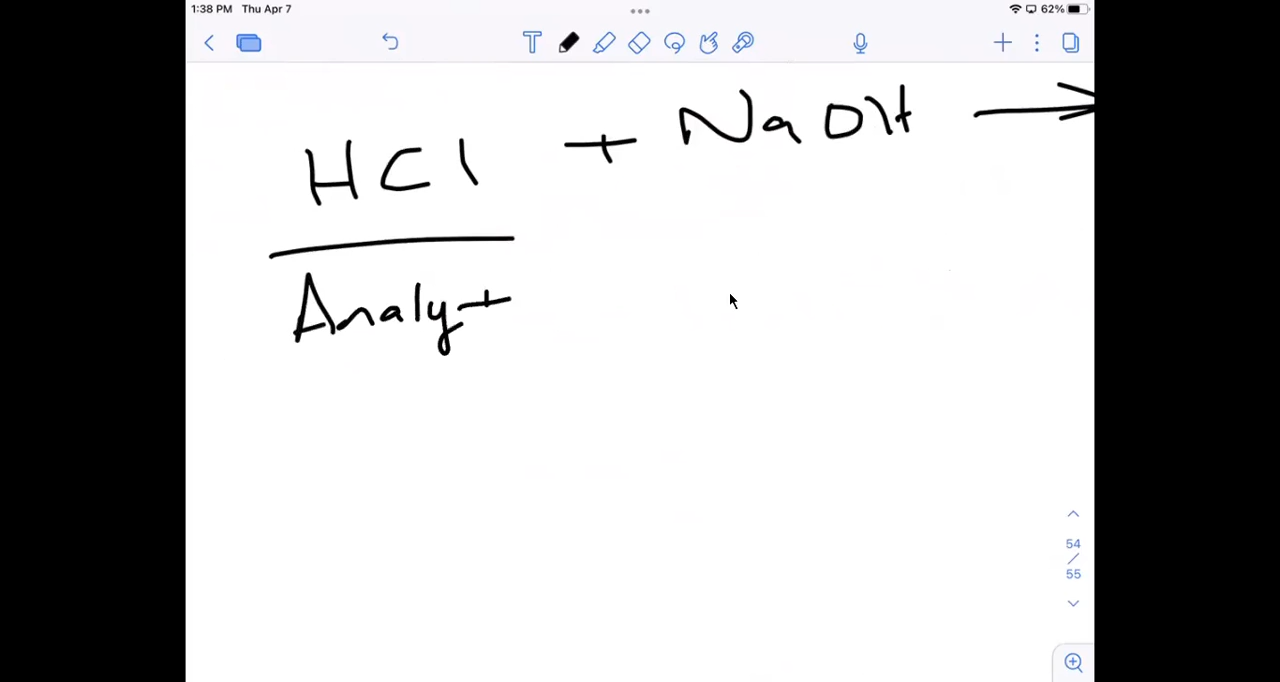 1:38 PM Thu Apr 7
62%
HCl + NaOH →
Analyt
54
/
55